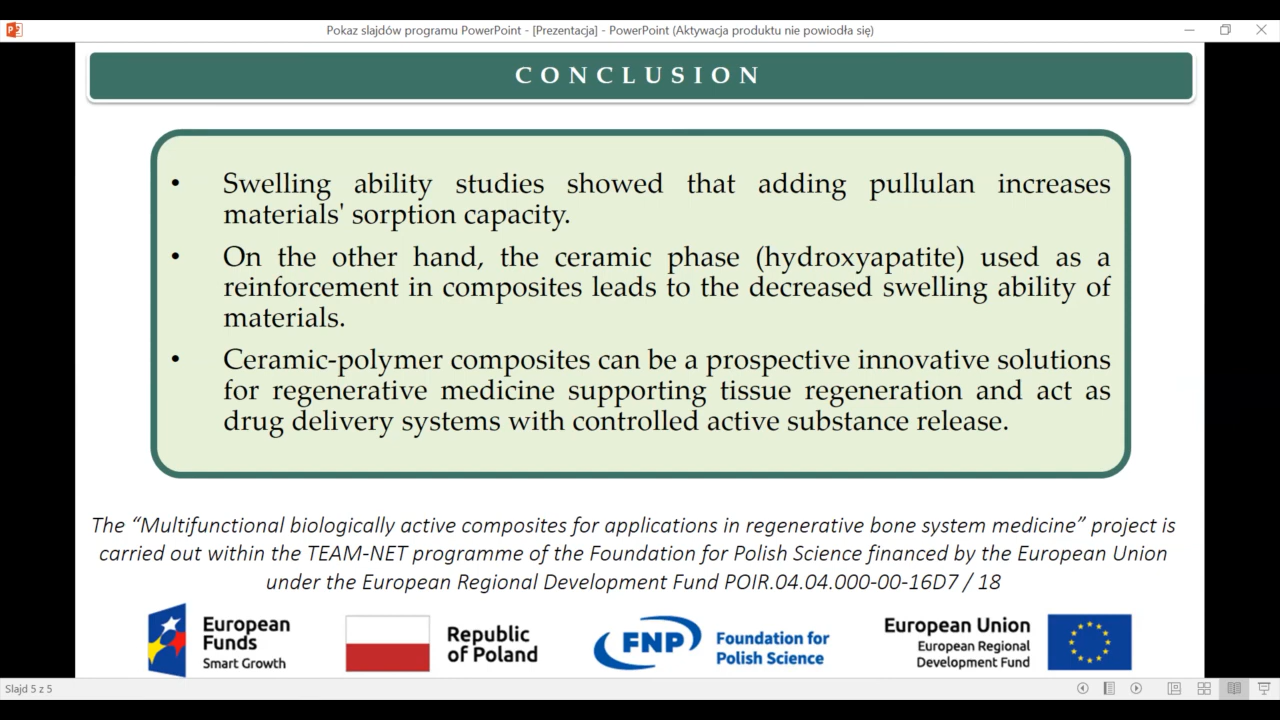 Pokaz slajdów programu PowerPoint - [Prezentacja] - PowerPoint (Aktywacja produktu nie powiodła się)
CONCLUSION
• Swelling ability studies showed that adding pullulan increases
materials' sorption capacity.
• On the other hand, the ceramic phase (hydroxyapatite) used as a
reinforcement in composites leads to the decreased swelling ability of
materials.
• Ceramic-polymer composites can be a prospective innovative solutions
for regenerative medicine supporting tissue regeneration and act as
drug delivery systems with controlled active substance release.
The “Multifunctional biologically active composites for applications in regenerative bone system medicine” project is
carried out within the TEAM-NET programme of the Foundation for Polish Science financed by the European Union
under the European Regional Development Fund POIR.04.04.000-00-16D7 / 18
European
Funds
Smart Growth
Republic
of Poland
FNP
Foundation for
Polish Science
European Union
European Regional
Development Fund
Slajd 5 z 5